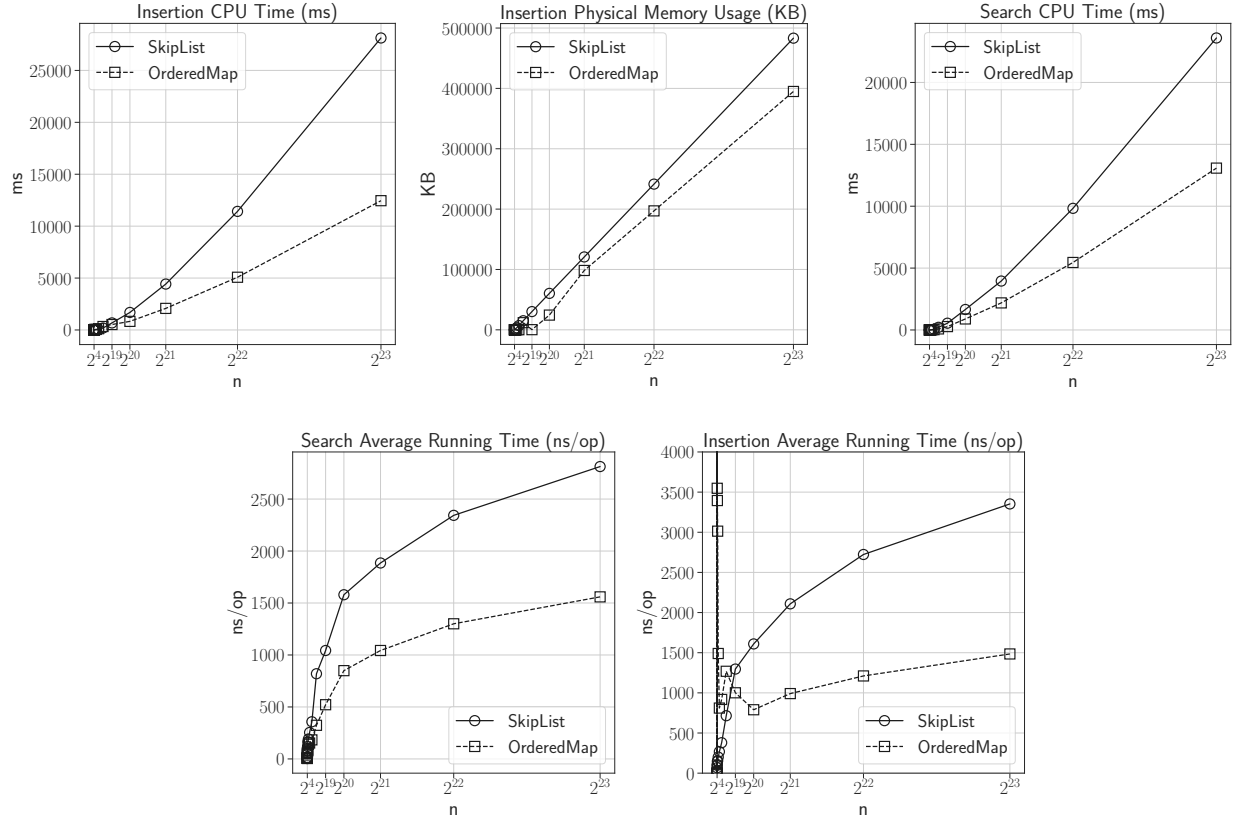 Insertion CPU Time (ms)
SkipList
OrderedMap
25000
20000
15000
10000
5000
0
ms
2^4 2^19 2^20 2^21 2^22 2^23
n
Insertion Physical Memory Usage (KB)
SkipList
OrderedMap
500000
400000
300000
200000
100000
0
KB
2^4 2^19 2^20 2^21 2^22 2^23
n
Search CPU Time (ms)
SkipList
OrderedMap
20000
15000
10000
5000
0
ms
2^4 2^19 2^20 2^21 2^22 2^23
n
Search Average Running Time (ns/op)
2500
2000
1500
1000
500
0
ns/op
SkipList
OrderedMap
2^4 2^19 2^20 2^21 2^22 2^23
n
Insertion Average Running Time (ns/op)
4000
3500
3000
2500
2000
1500
1000
500
0
ns/op
SkipList
OrderedMap
2^4 2^19 2^20 2^21 2^22 2^23
n